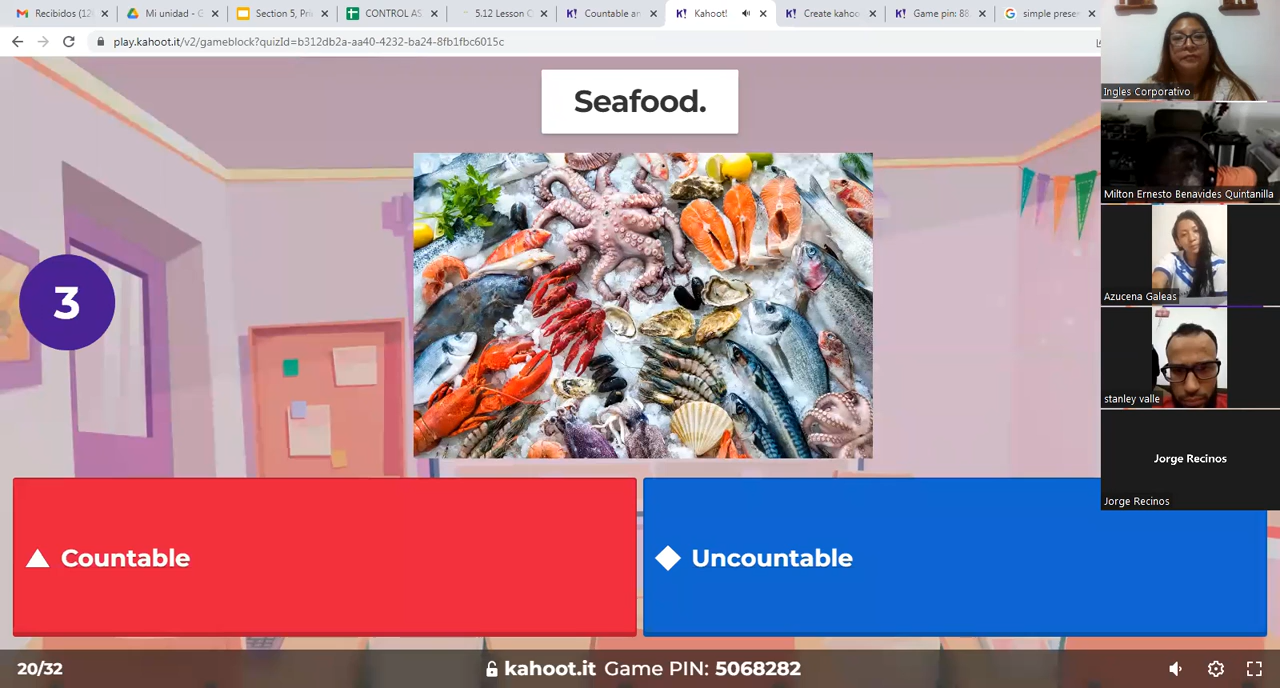 Recibidos (12
Mi unidad - G
Section 5, Pri
CONTROL AS
5.12 Lesson C
Countable an
Kahoot!
Create kahoo
Game pin: 88
simple prese
play.kahoot.it/v2/gameblock?quizId=b312db2a-aa40-4232-ba24-8fb1fbc6015c
Seafood.
3
Countable
Uncountable
20/32
kahoot.it Game PIN: 5068282
Ingles Corporativo
Milton Ernesto Benavides Quintanilla
Azucena Galeas
stanley valle
Jorge Recinos
Jorge Recinos